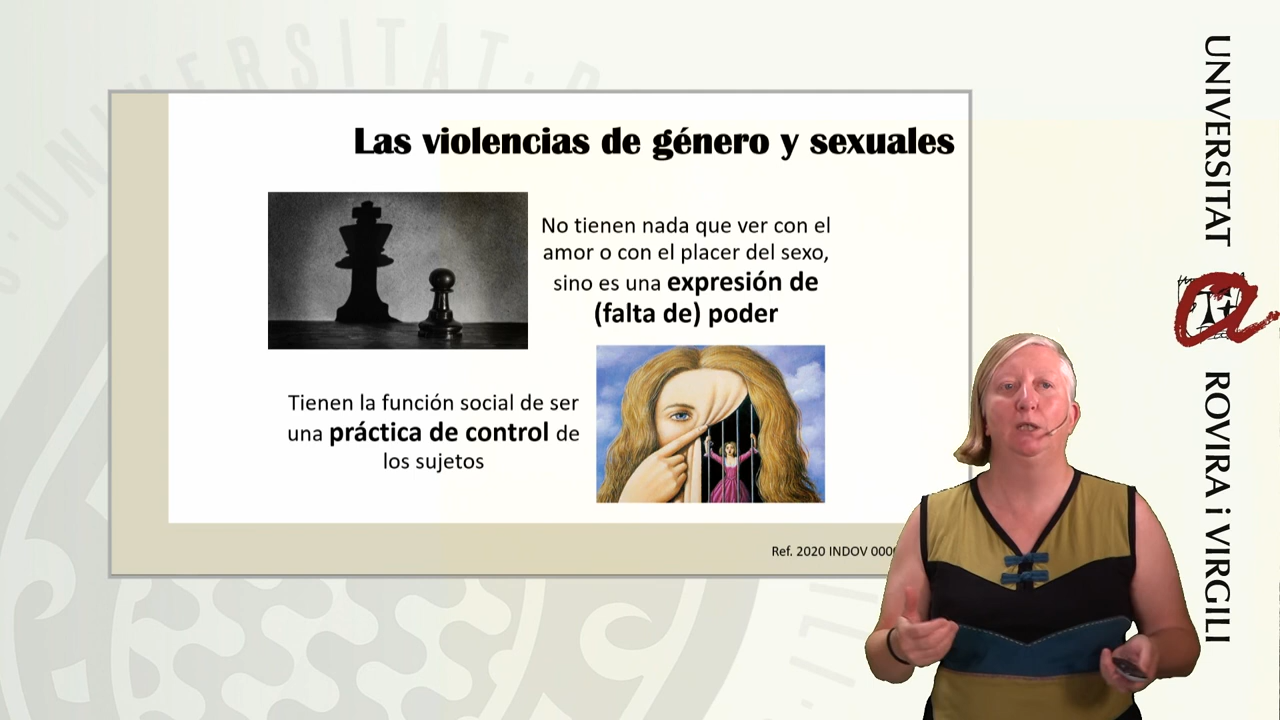 Las violencias de género y sexuales
No tienen nada que ver con el
amor o con el placer del sexo,
sino es una expresión de
(falta de) poder
Tienen la función social de ser
una práctica de control de
los sujetos
Ref. 2020 INDOV
UNIVERSITAT
ROVIRA i VIRGILI
UNIVERSITAT